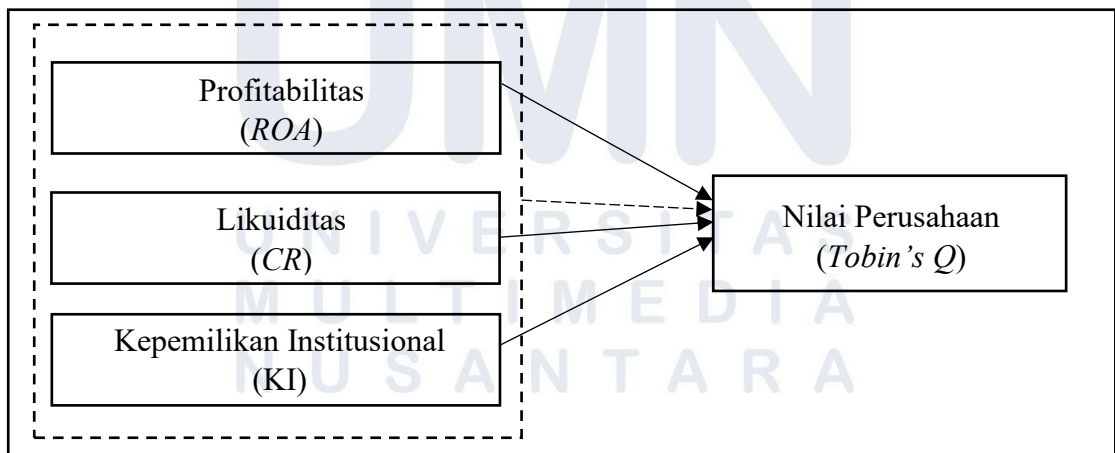 UMN
UNIVERSITAS
MULTIMEDIA
NUSANTARA
Profitabilitas
(ROA)
Likuiditas
(CR)
Kepemilikan Institusional
(KI)
Nilai Perusahaan
(Tobin’s Q)